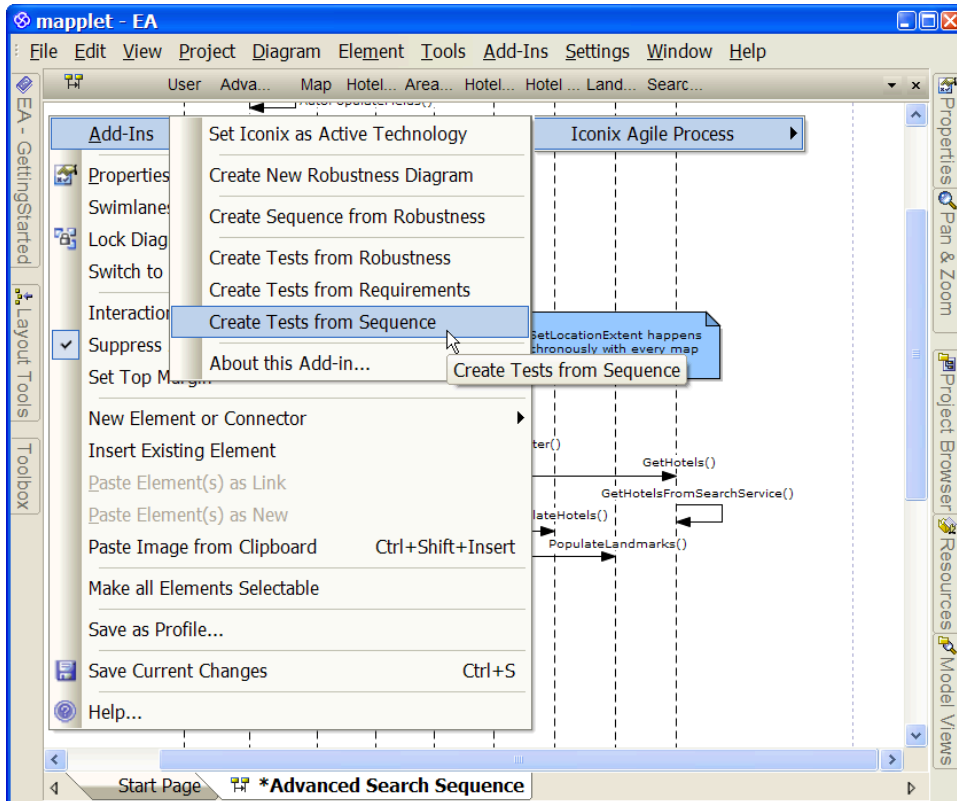 mapplet - EA
File Edit View Project Diagram Element Tools Add-Ins Settings Window Help
User Adva... Map Hotel... Area... Hotel... Hotel ... Land... Searc...
EA - GettingStarted
Layout Tools
Toolbox
Add-Ins
Properties
Swimlanes
Lock Diag
Switch to
Interaction
Suppress
Set Top Margin
New Element or Connector
Insert Existing Element
Paste Element(s) as Link
Paste Element(s) as New
Paste Image from Clipboard Ctrl+Shift+Insert
Make all Elements Selectable
Save as Profile...
Save Current Changes Ctrl+S
Help...
Set Iconix as Active Technology
Create New Robustness Diagram
Create Sequence from Robustness
Create Tests from Robustness
Create Tests from Requirements
Create Tests from Sequence
About this Add-in...
Iconix Agile Process
Create Tests from Sequence
SetLocationExtent happens
chronously with every map
ter()
GetHotels()
GetHotelsFromSearchService()
lateHotels()
PopulateLandmarks()
Properties
Pan & Zoom
Project Browser
Resources
Model Views
Start Page *Advanced Search Sequence